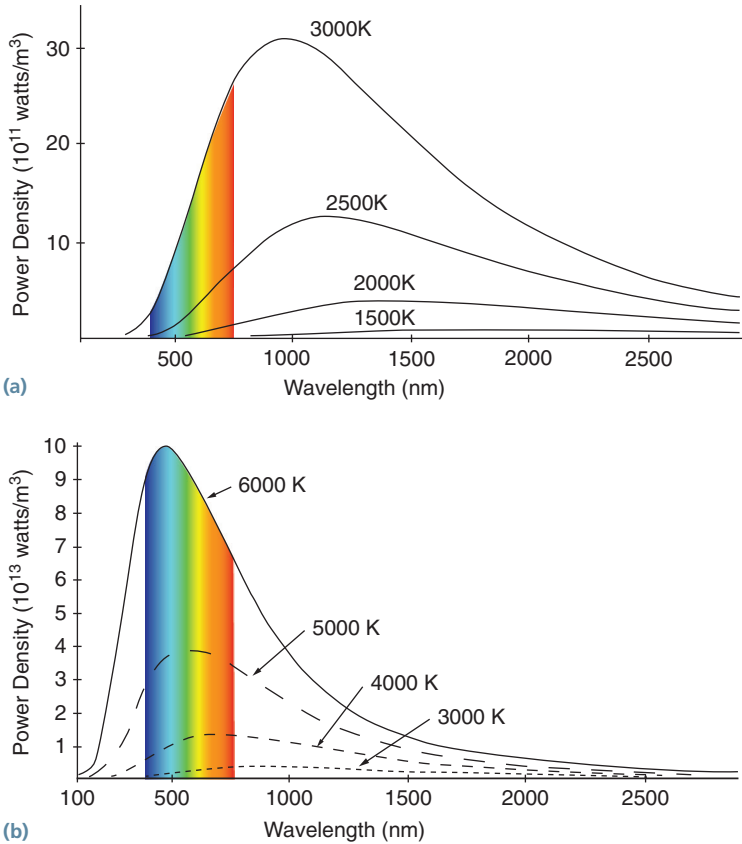 Power Density (10¹¹ watts/m³)
30
20
10
3000K
2500K
2000K
1500K
500
1000
1500
2000
2500
Wavelength (nm)
(a)
Power Density (10¹³ watts/m³)
10
9
8
7
6
5
4
3
2
1
6000 K
5000 K
4000 K
3000 K
100
500
1000
1500
2000
2500
Wavelength (nm)
(b)